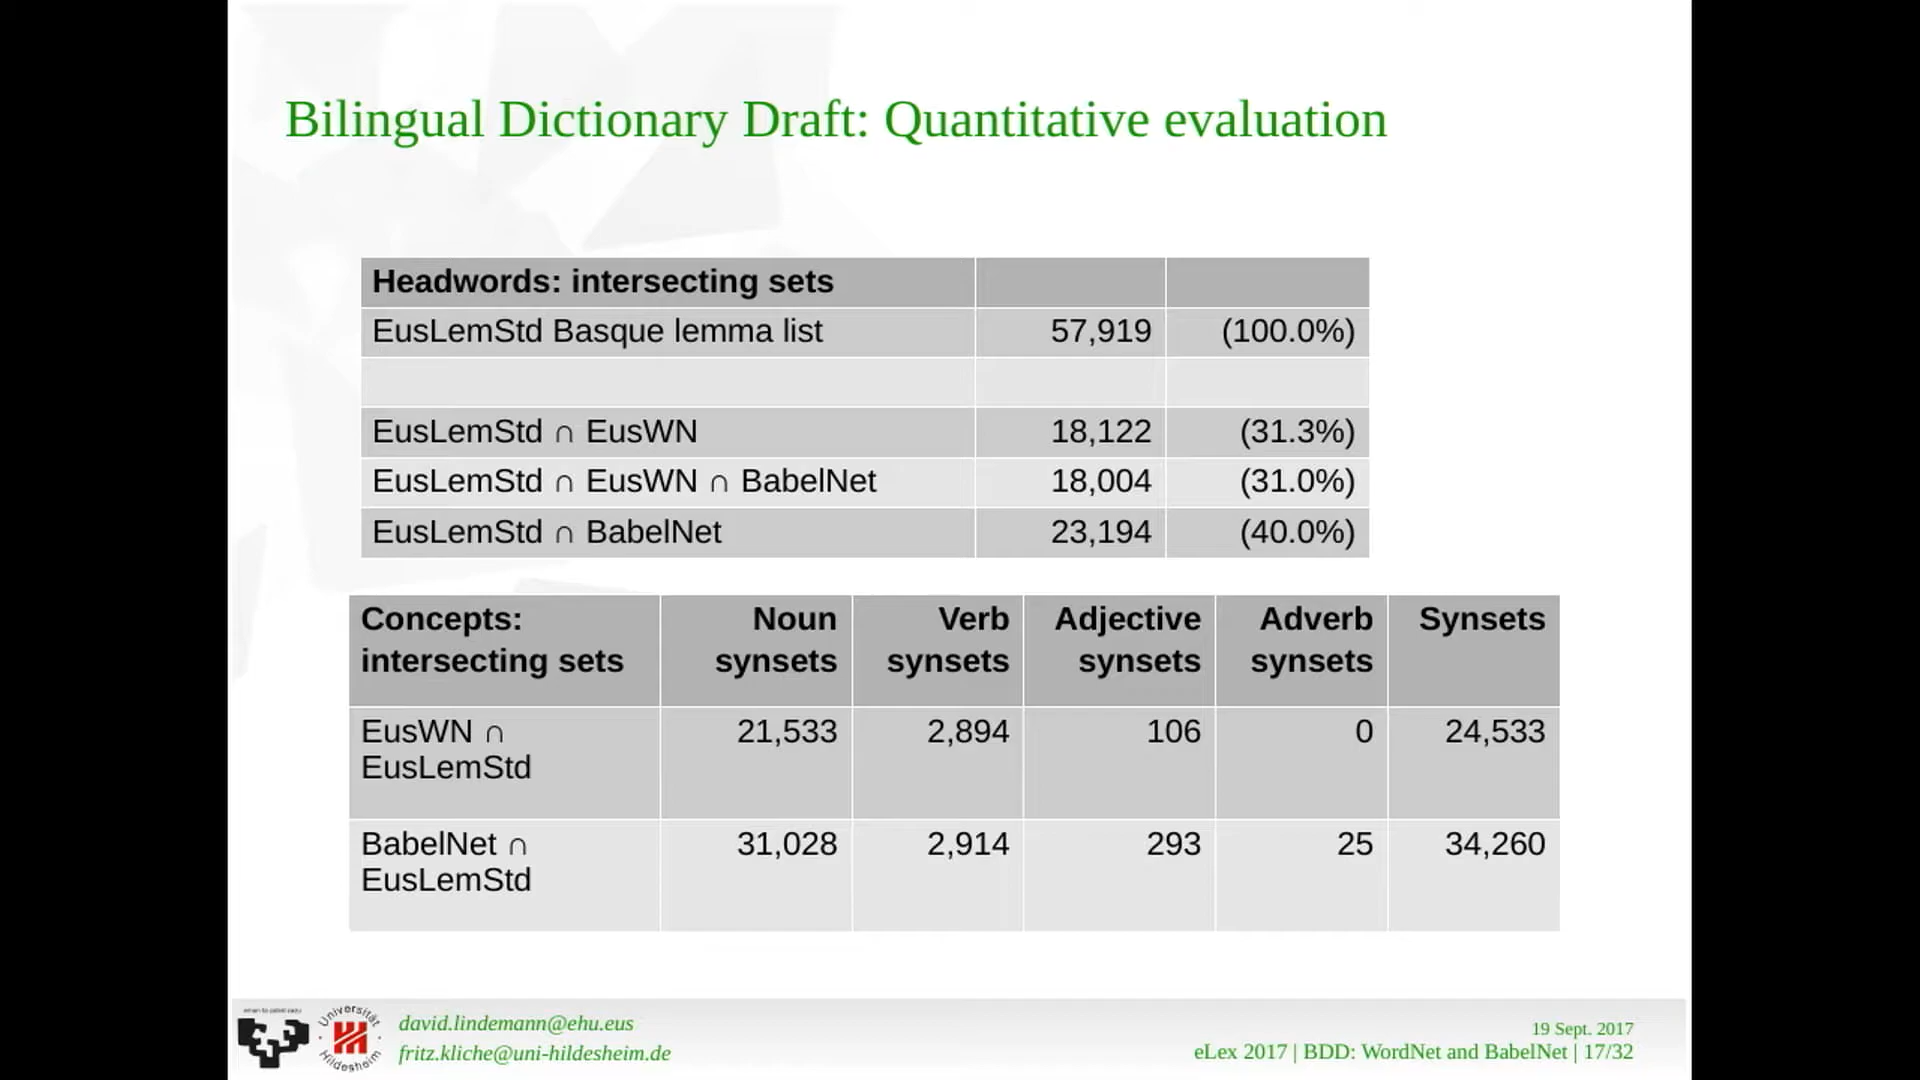 Bilingual Dictionary Draft: Quantitative evaluation
Headwords: intersecting sets
EusLemStd Basque lemma list 57,919 (100.0%)
EusLemStd ∩ EusWN 18,122 (31.3%)
EusLemStd ∩ EusWN ∩ BabelNet 18,004 (31.0%)
EusLemStd ∩ BabelNet 23,194 (40.0%)
Concepts: Noun Verb Adjective Adverb Synsets
intersecting sets synsets synsets synsets synsets
EusWN ∩ 21,533 2,894 106 0 24,533
EusLemStd
BabelNet ∩ 31,028 2,914 293 25 34,260
EusLemStd
Universität
Hildesheim
david.lindemann@ehu.eus
fritz.kliche@uni-hildesheim.de
19 Sept. 2017
eLex 2017 | BDD: WordNet and BabelNet | 17/32